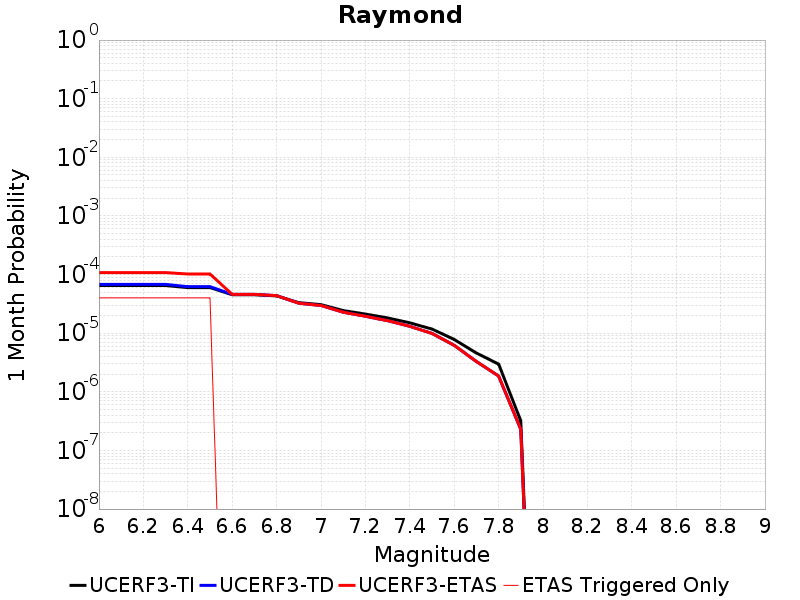 Raymond
1 Month Probability
10^0
10^-1
10^-2
10^-3
10^-4
10^-5
10^-6
10^-7
10^-8
6 6.2 6.4 6.6 6.8 7 7.2 7.4 7.6 7.8 8 8.2 8.4 8.6 8.8 9
Magnitude
UCERF3-TI UCERF3-TD UCERF3-ETAS ETAS Triggered Only